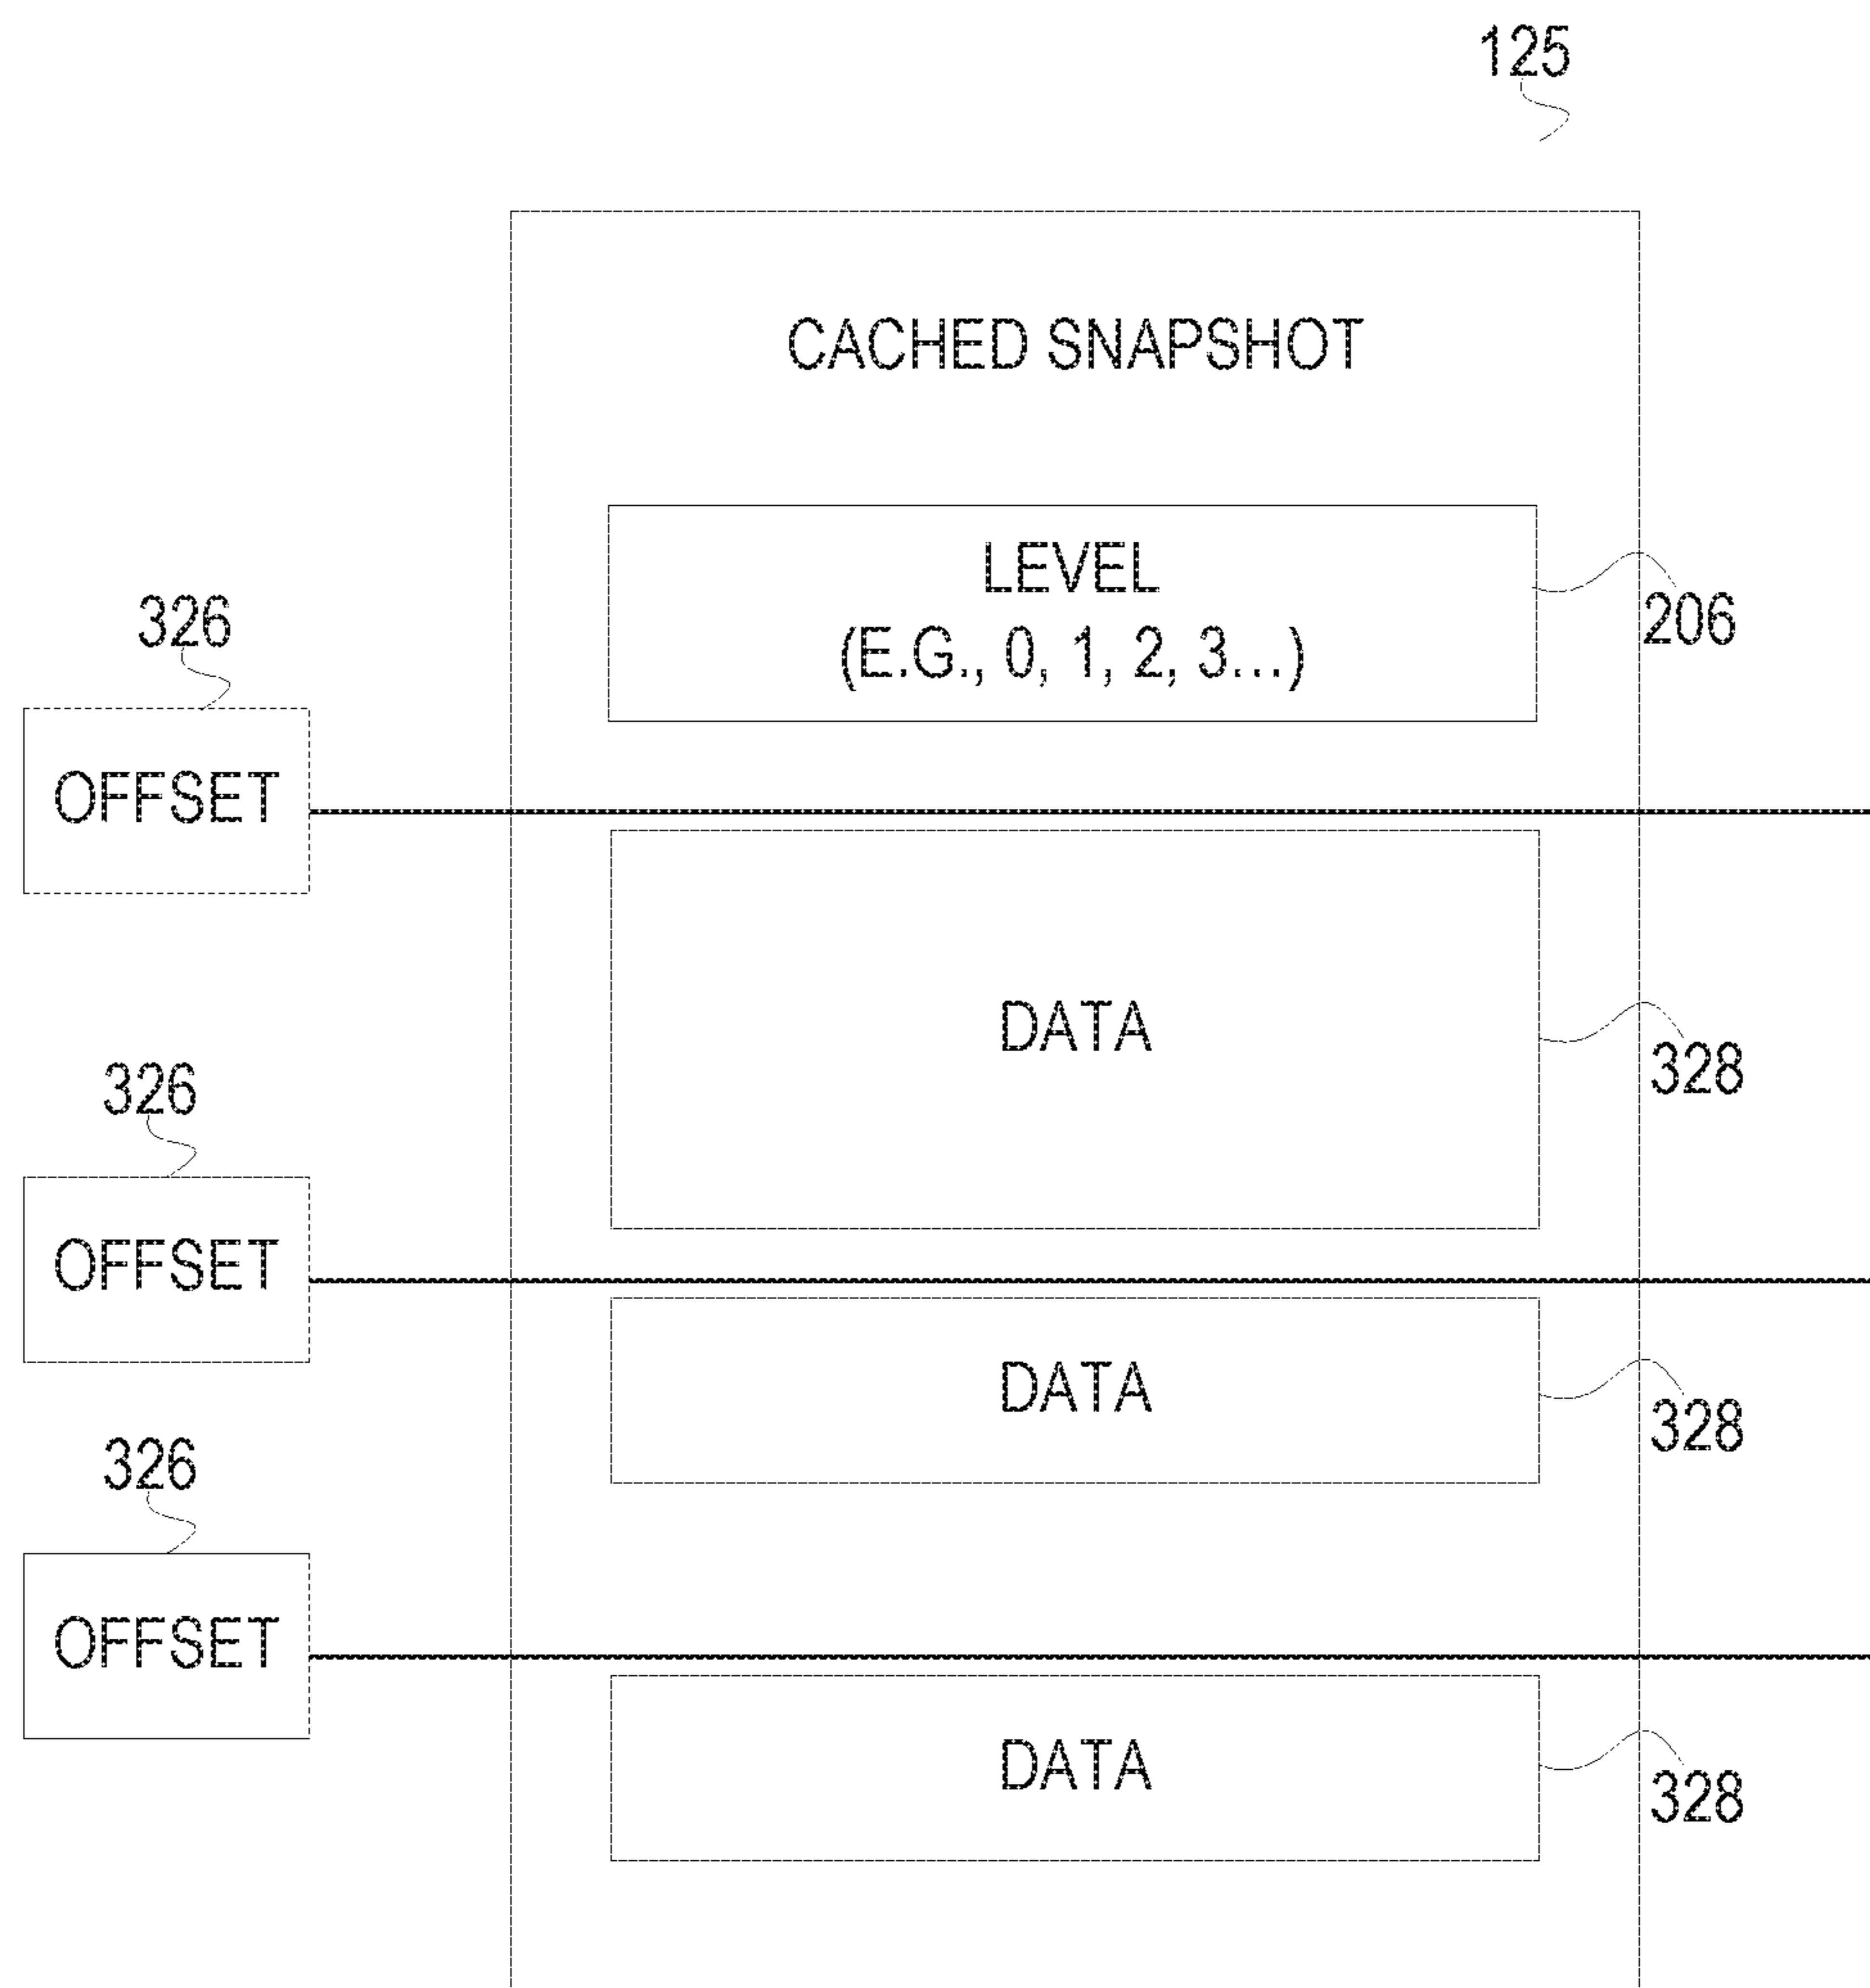 125
CACHED SNAPSHOT
LEVEL
(E.G., 0, 1, 2, 3...)
206
326
OFFSET
DATA
328
326
OFFSET
DATA
328
326
OFFSET
DATA
328